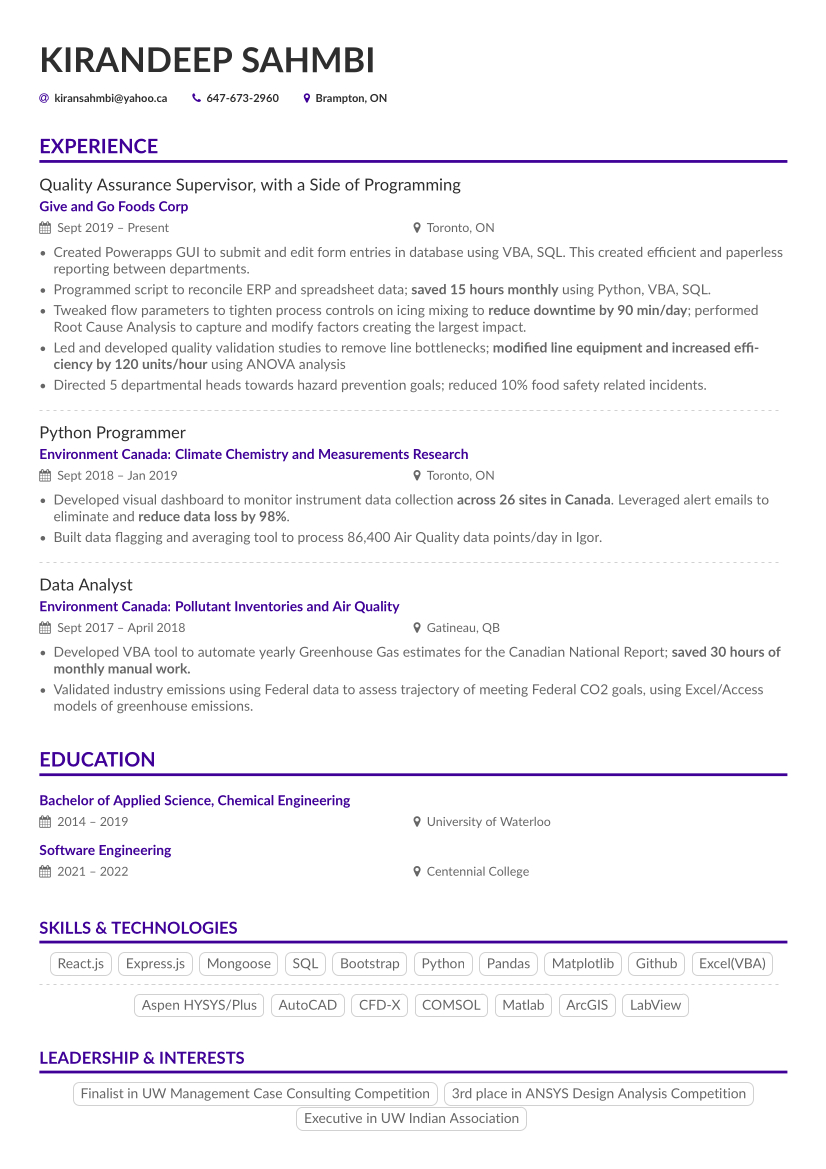 KIRANDEEP SAHMBI
kiransahmbi@yahoo.ca 647-673-2960 Brampton, ON
EXPERIENCE
Quality Assurance Supervisor, with a Side of Programming
Give and Go Foods Corp
Sept 2019 – Present Toronto, ON
• Created Powerapps GUI to submit and edit form entries in database using VBA, SQL. This created efficient and paperless
reporting between departments.
• Programmed script to reconcile ERP and spreadsheet data; saved 15 hours monthly using Python, VBA, SQL.
• Tweaked flow parameters to tighten process controls on icing mixing to reduce downtime by 90 min/day; performed
Root Cause Analysis to capture and modify factors creating the largest impact.
• Led and developed quality validation studies to remove line bottlenecks; modified line equipment and increased effi-
ciency by 120 units/hour using ANOVA analysis
• Directed 5 departmental heads towards hazard prevention goals; reduced 10% food safety related incidents.
Python Programmer
Environment Canada: Climate Chemistry and Measurements Research
Sept 2018 – Jan 2019 Toronto, ON
• Developed visual dashboard to monitor instrument data collection across 26 sites in Canada. Leveraged alert emails to
eliminate and reduce data loss by 98%.
• Built data flagging and averaging tool to process 86,400 Air Quality data points/day in Igor.
Data Analyst
Environment Canada: Pollutant Inventories and Air Quality
Sept 2017 – April 2018 Gatineau, QB
• Developed VBA tool to automate yearly Greenhouse Gas estimates for the Canadian National Report; saved 30 hours of
monthly manual work.
• Validated industry emissions using Federal data to assess trajectory of meeting Federal CO2 goals, using Excel/Access
models of greenhouse emissions.
EDUCATION
Bachelor of Applied Science, Chemical Engineering
2014 – 2019 University of Waterloo
Software Engineering
2021 – 2022 Centennial College
SKILLS & TECHNOLOGIES
React.js Express.js Mongoose SQL Bootstrap Python Pandas Matplotlib Github Excel(VBA)
Aspen HYSYS/Plus AutoCAD CFD-X COMSOL Matlab ArcGIS LabView
LEADERSHIP & INTERESTS
Finalist in UW Management Case Consulting Competition 3rd place in ANSYS Design Analysis Competition
Executive in UW Indian Association